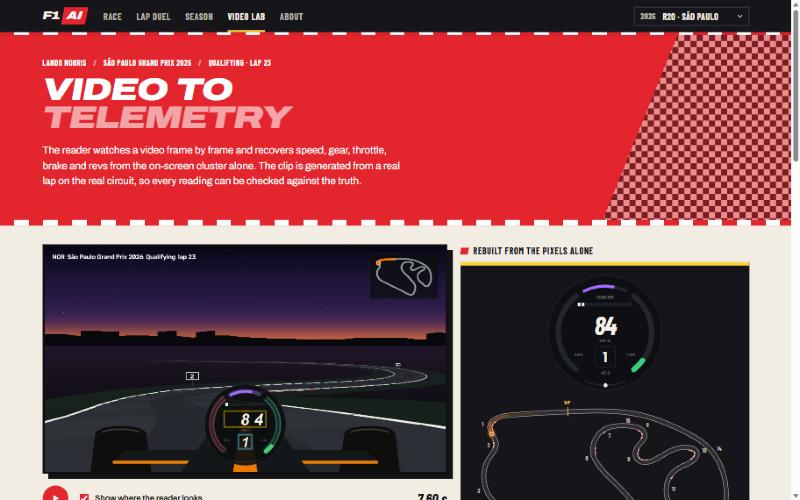 F1 AI RACE LAP DUEL SEASON VIDEO LAB ABOUT 2026 R20 · SÃO PAULO
LANDO NORRIS / SÃO PAULO GRAND PRIX 2026 / QUALIFYING · LAP 23
VIDEO TO
TELEMETRY
The reader watches a video frame by frame and recovers speed, gear, throttle,
brake and revs from the on-screen cluster alone. The clip is generated from a real
lap on the real circuit, so every reading can be checked against the truth.
NOR São Paulo Grand Prix 2026 Qualifying lap 23
2
84
1
Show where the reader looks
7.60 s
REBUILT FROM THE PIXELS ALONE
84
1